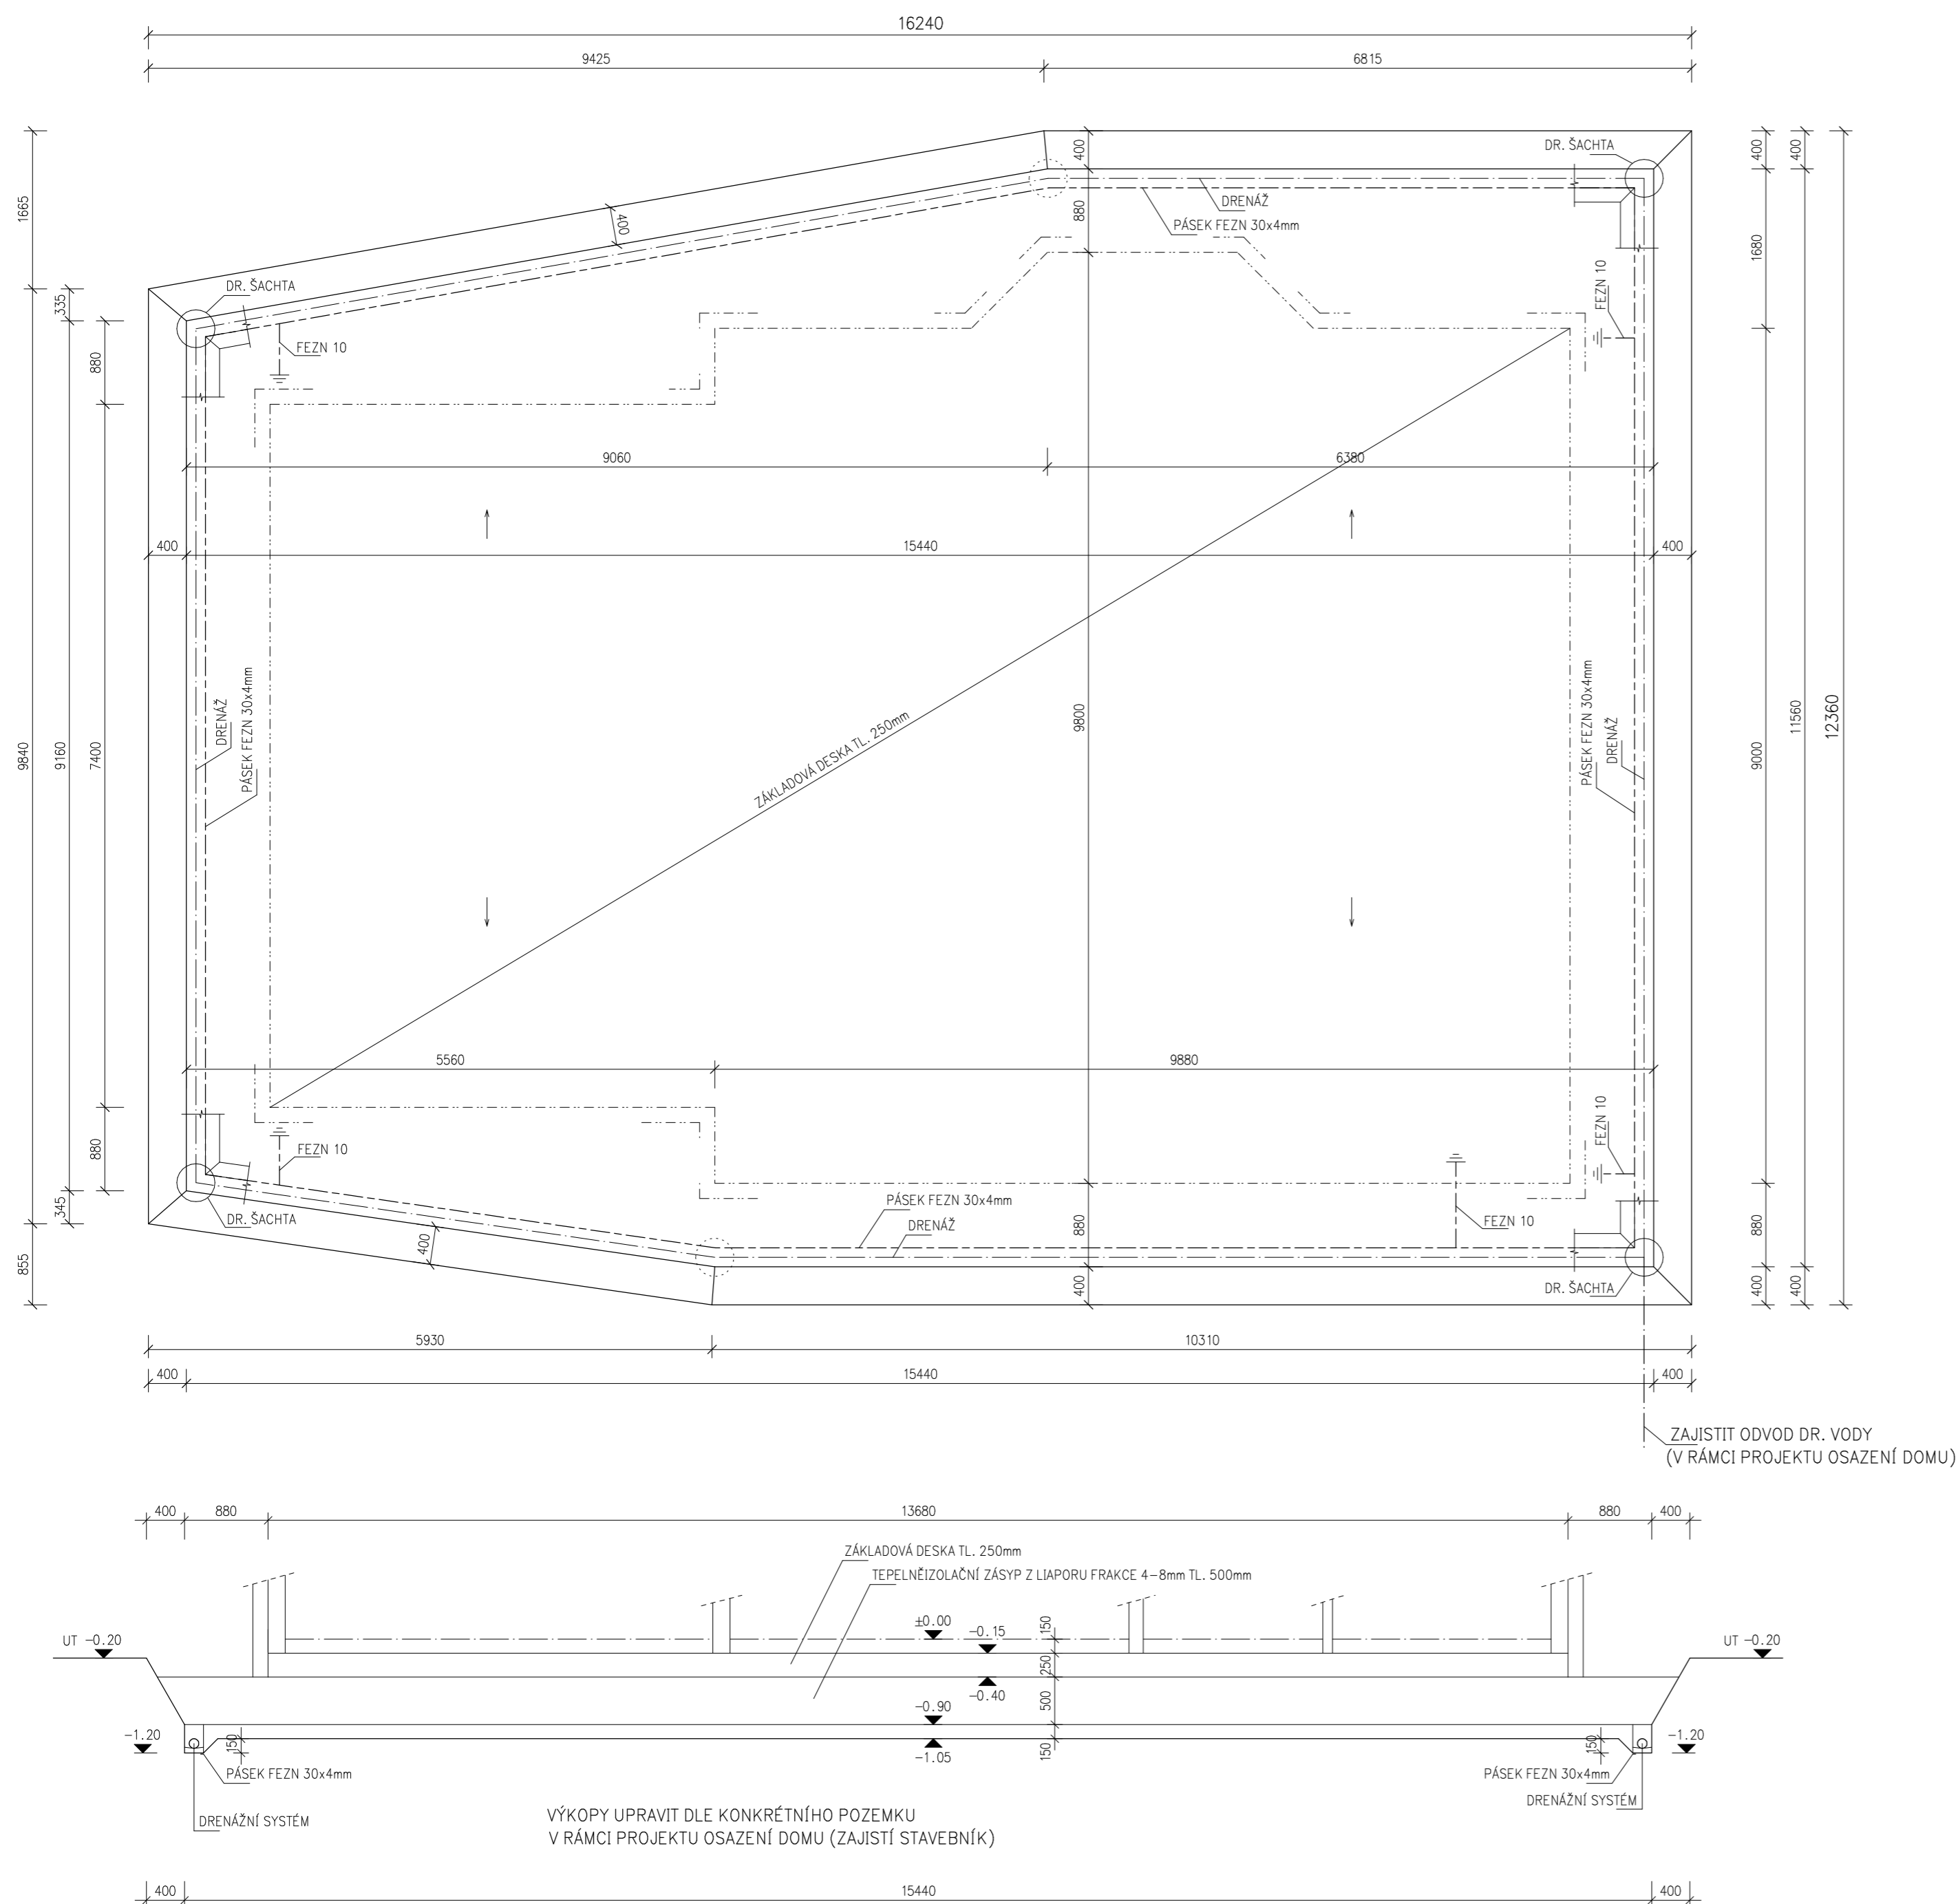 16240
9425
6815
400
DR. ŠACHTA
400
400
1665
400
880
DRENÁŽ
PÁSEK FEZN 30x4mm
1680
DR. ŠACHTA
335
FEZN 10
FEZN 10
880
9060
6380
400
15440
400
9840
9160
7400
DRENÁŽ
PÁSEK FEZN 30x4mm
ZÁKLADOVÁ DESKA TL. 250mm
9800
PÁSEK FEZN 30x4mm
DRENÁŽ
9000
11560
12360
5560
9880
FEZN 10
FEZN 10
880
345
DR. ŠACHTA
PÁSEK FEZN 30x4mm
DRENÁŽ
FEZN 10
880
880
400
855
400
DR. ŠACHTA
400
400
5930
10310
400
15440
400
ZAJISTIT ODVOD DR. VODY
(V RÁMCI PROJEKTU OSAZENÍ DOMU)
400
880
13680
880
400
ZÁKLADOVÁ DESKA TL. 250mm
TEPELNĚIZOLAČNÍ ZÁSYP Z LIAPORU FRAKCE 4-8mm TL. 500mm
UT -0.20
±0.00
-0.15
150
UT -0.20
250
-0.40
500
-0.90
-1.20
150
-1.05
150
150
-1.20
PÁSEK FEZN 30x4mm
PÁSEK FEZN 30x4mm
DRENÁŽNÍ SYSTÉM
DRENÁŽNÍ SYSTÉM
VÝKOPY UPRAVIT DLE KONKRÉTNÍHO POZEMKU
V RÁMCI PROJEKTU OSAZENÍ DOMU (ZAJISTÍ STAVEBNÍK)
400
15440
400